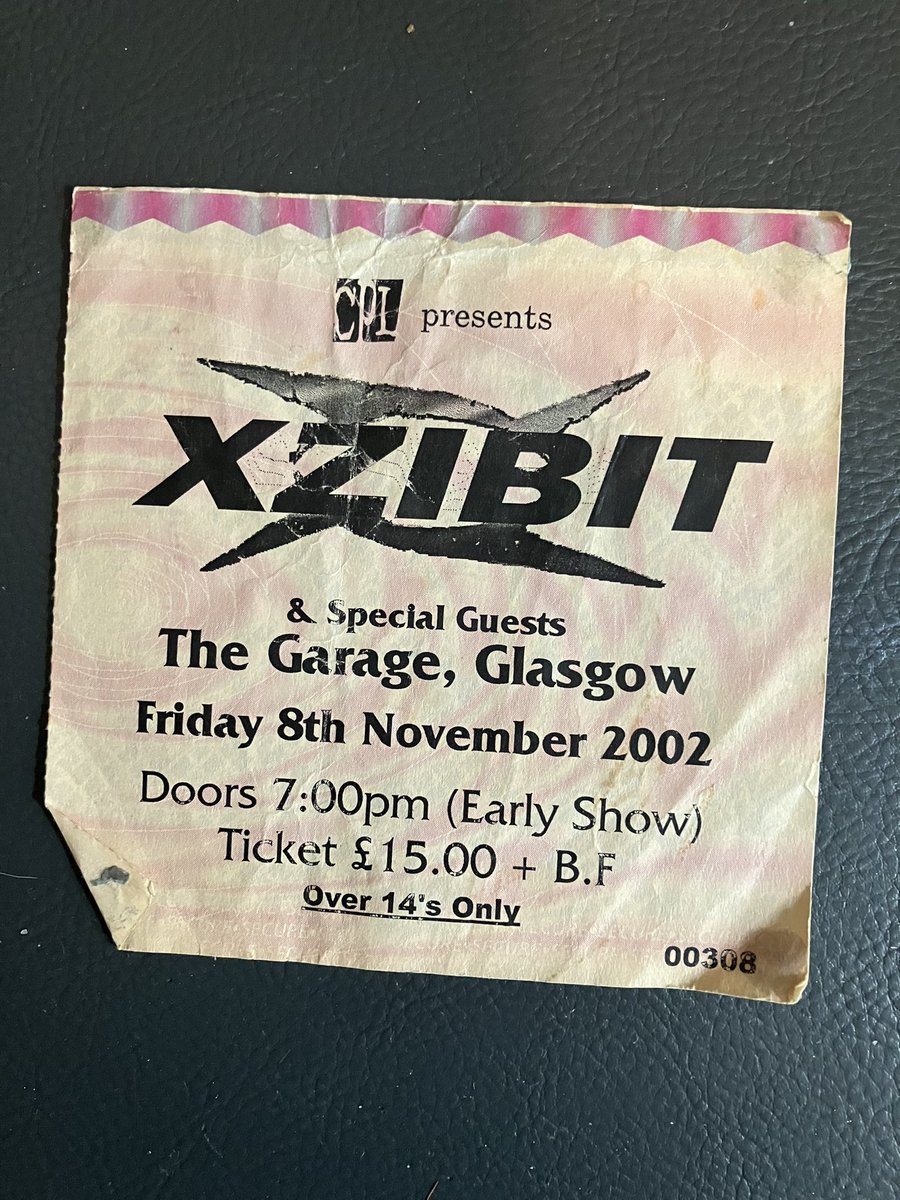 CPL presents
XZIBIT
& Special Guests
The Garage, Glasgow
Friday 8th November 2002
Doors 7:00pm (Early Show)
Ticket £15.00 + B.F
Over 14's Only
00308